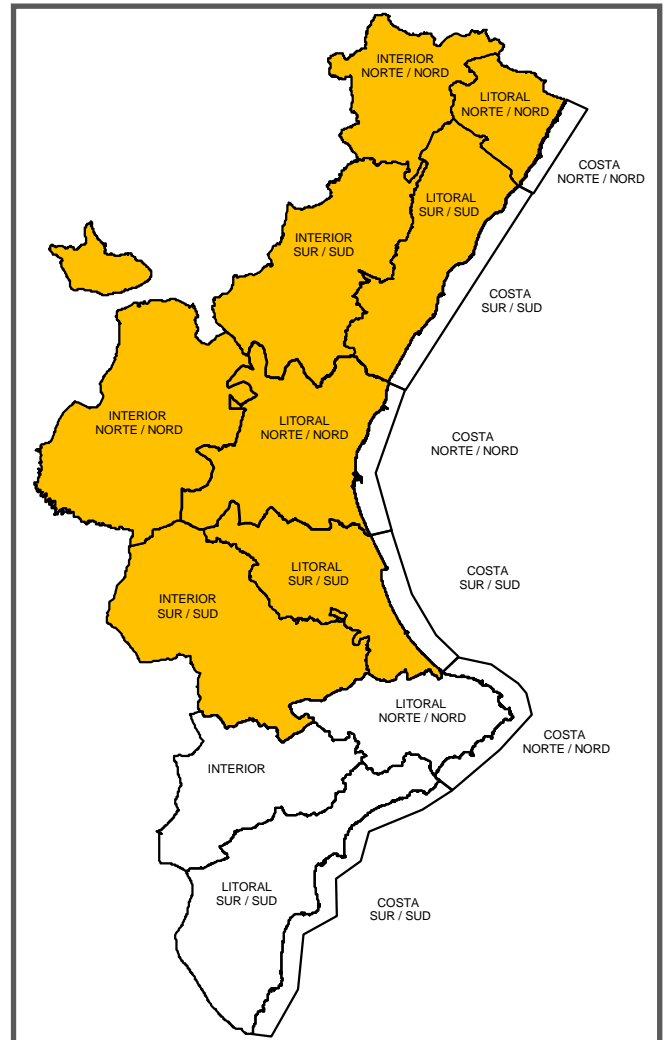 INTERIOR
NORTE / NORD
LITORAL
NORTE / NORD
COSTA
NORTE / NORD
LITORAL
SUR / SUD
INTERIOR
SUR / SUD
COSTA
SUR / SUD
INTERIOR
NORTE / NORD
LITORAL
NORTE / NORD
COSTA
NORTE / NORD
LITORAL
SUR / SUD
COSTA
SUR / SUD
INTERIOR
SUR / SUD
LITORAL
NORTE / NORD
COSTA
NORTE / NORD
INTERIOR
LITORAL
SUR / SUD
COSTA
SUR / SUD